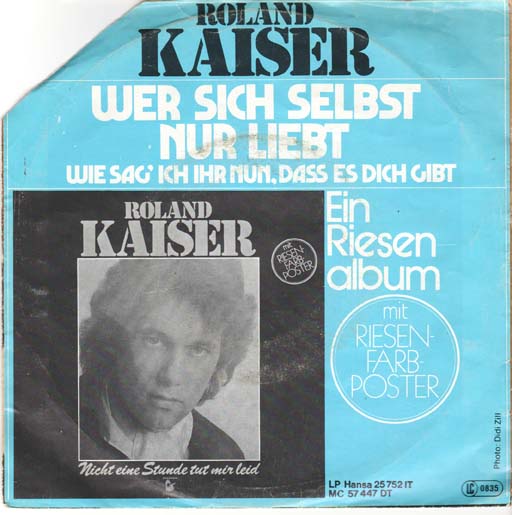 ROLAND
KAISER
WER SICH SELBST
NUR LIEBT
WIE SAG' ICH IHR NUN, DASS ES DICH GIBT
ROLAND
KAISER
mit
RIESEN-
FARB-
POSTER
Nicht eine Stunde tut mir leid
Ein
Riesen
album
mit
RIESEN-
FARB-
POSTER
Photo: Didi Zill
LP Hansa 25 752 IT
MC 57 447 DT
LC 0835